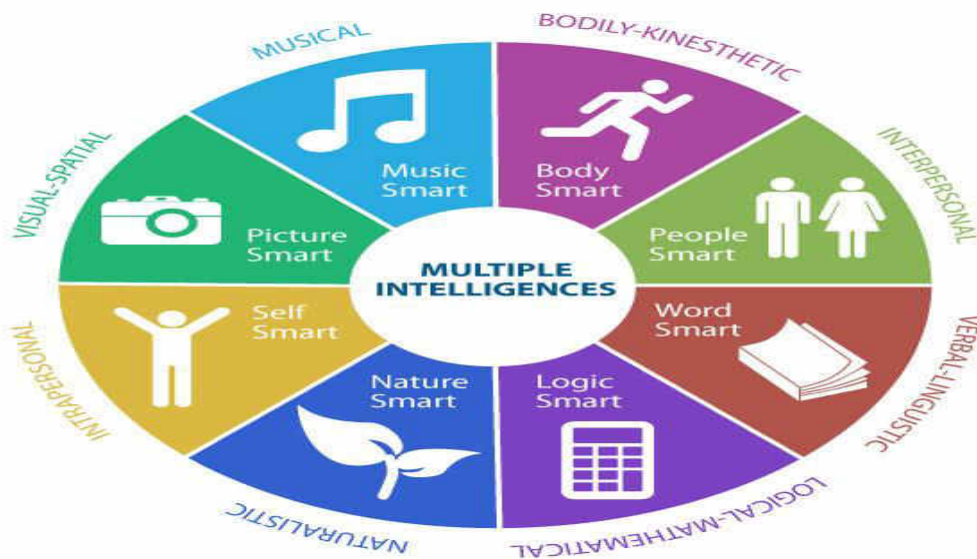 MUSICAL
BODILY-KINESTHETIC
INTERPERSONAL
VERBAL-LINGUISTIC
LOGICAL-MATHEMATICAL
NATURALISTIC
INTRAPERSONAL
VISUAL-SPATIAL
Music
Smart
Body
Smart
People
Smart
Word
Smart
Logic
Smart
Nature
Smart
Self
Smart
Picture
Smart
MULTIPLE
INTELLIGENCES